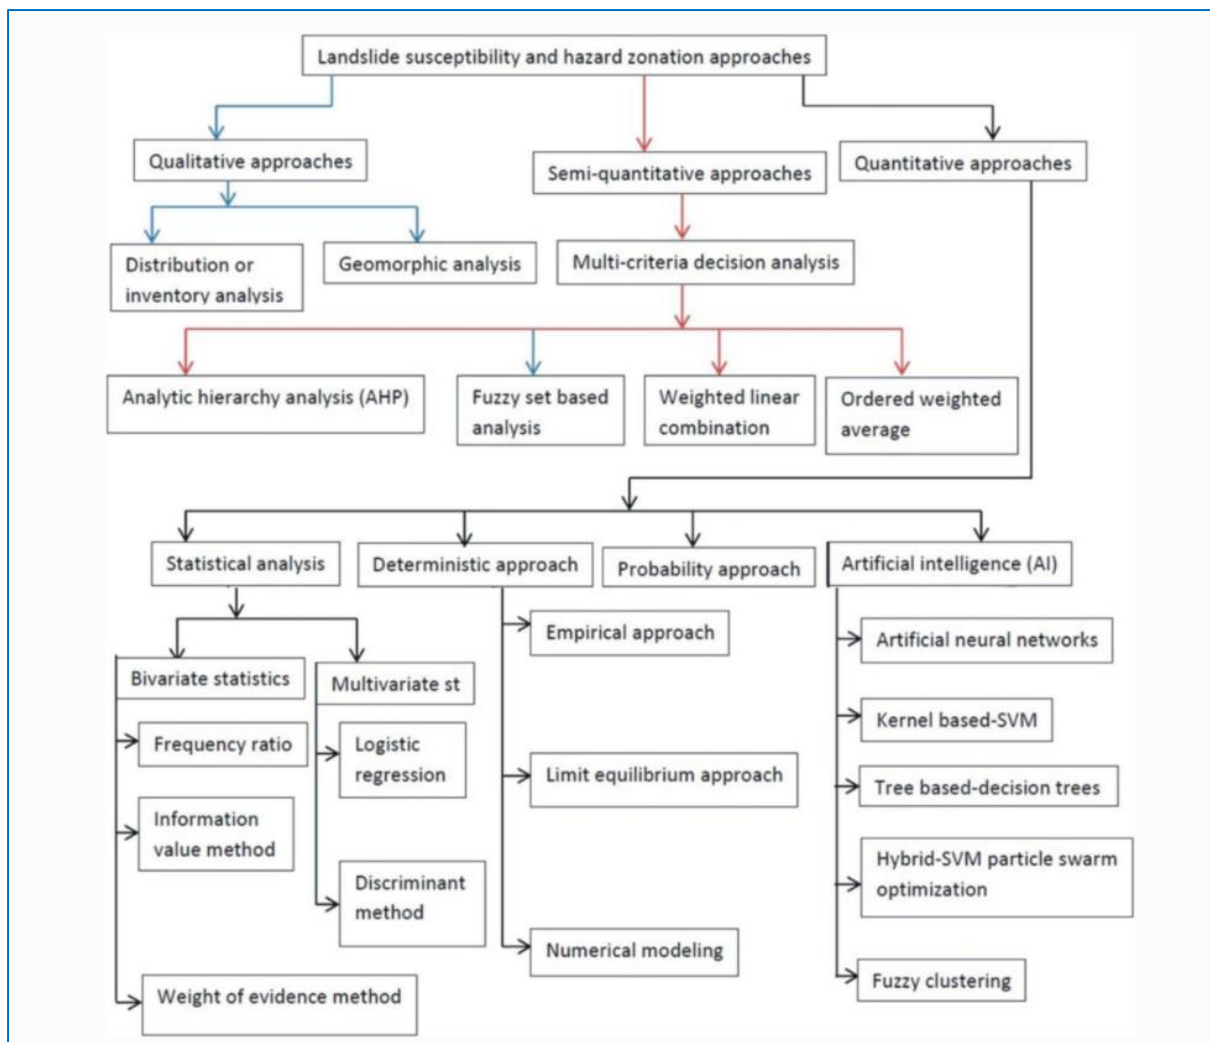 Landslide susceptibility and hazard zonation approaches
Qualitative approaches
Semi-quantitative approaches
Quantitative approaches
Distribution or
inventory analysis
Geomorphic analysis
Multi-criteria decision analysis
Analytic hierarchy analysis (AHP)
Fuzzy set based
analysis
Weighted linear
combination
Ordered weighted
average
Statistical analysis
Deterministic approach
Probability approach
Artificial intelligence (AI)
Bivariate statistics
Multivariate st
Frequency ratio
Information
value method
Weight of evidence method
Logistic
regression
Discriminant
method
Empirical approach
Limit equilibrium approach
Numerical modeling
Artificial neural networks
Kernel based-SVM
Tree based-decision trees
Hybrid-SVM particle swarm
optimization
Fuzzy clustering